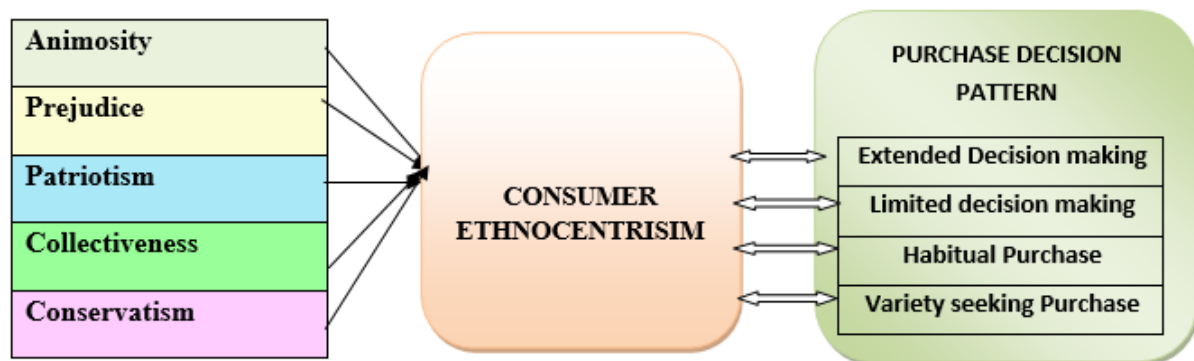 Animosity
Prejudice
Patriotism
Collectiveness
Conservatism
CONSUMER
ETHNOCENTRISIM
PURCHASE DECISION
PATTERN
Extended Decision making
Limited decision making
Habitual Purchase
Variety seeking Purchase